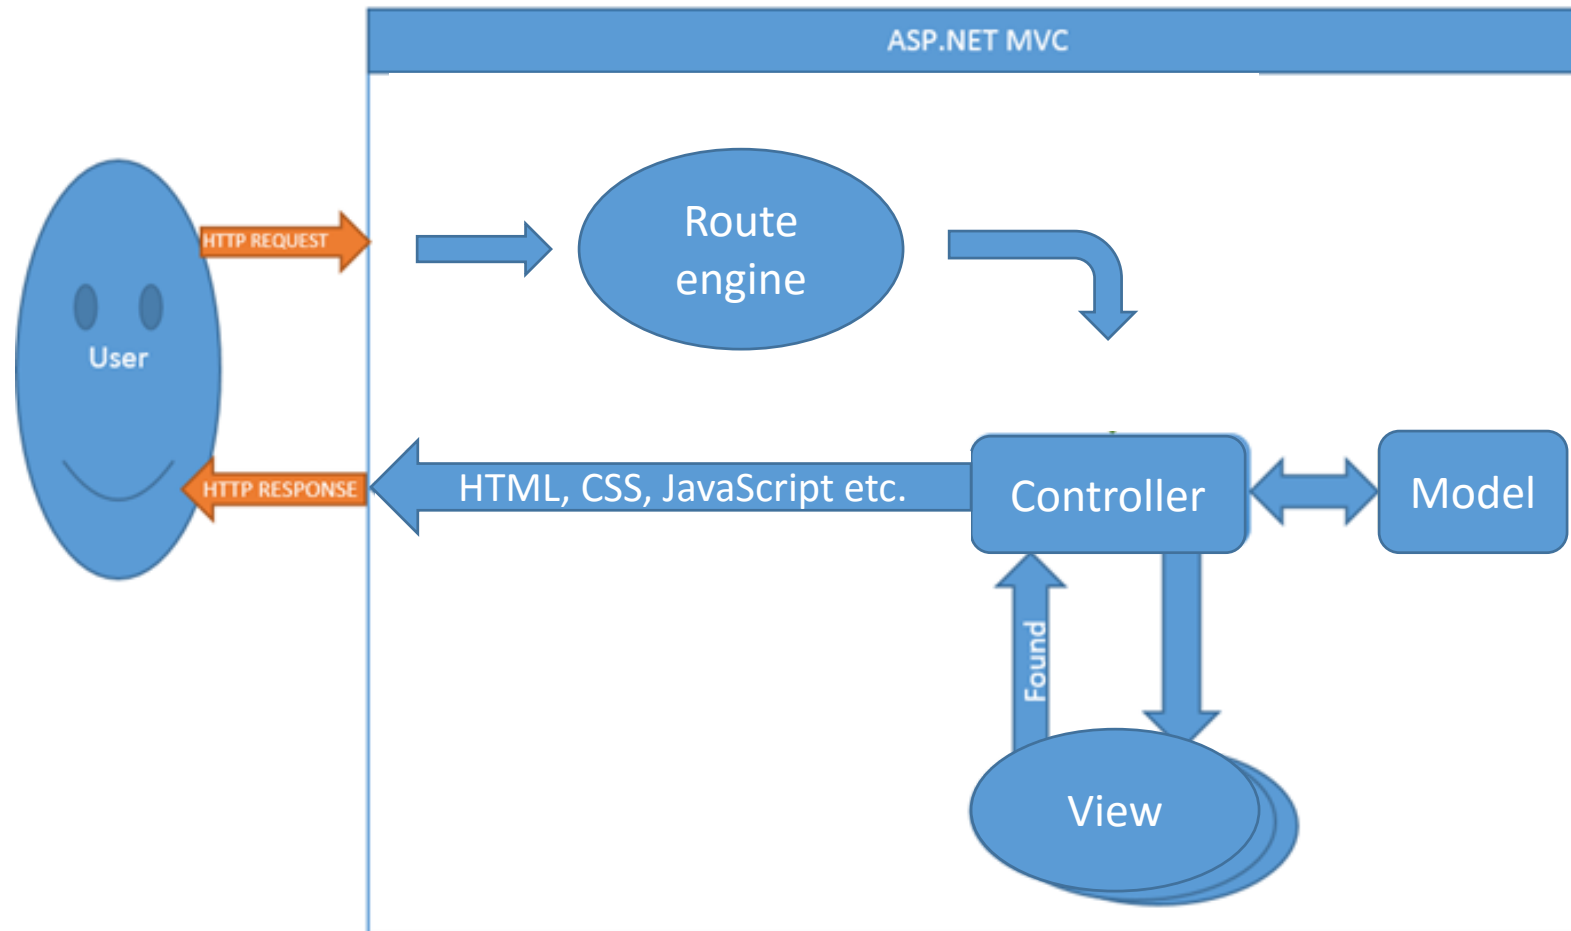 ASP.NET MVC
Route
engine
HTTP REQUEST
User
HTTP RESPONSE
HTML, CSS, JavaScript etc.
Controller
Model
Found
View